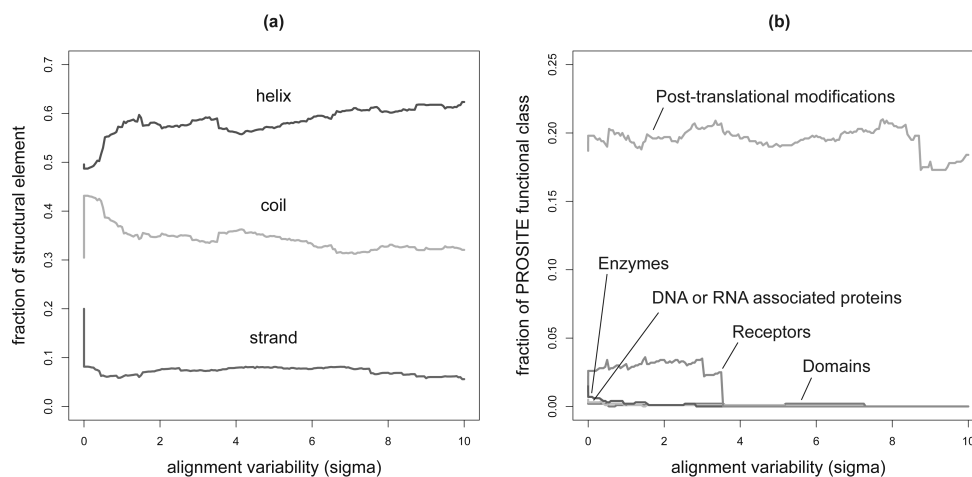 (a)
fraction of structural element
0.7
0.6
0.5
0.4
0.3
0.2
0.1
0.0
helix
coil
strand
0 2 4 6 8 10
alignment variability (sigma)
(b)
fraction of PROSITE functional class
0.25
0.20
0.15
0.10
0.05
0.00
Post-translational modifications
Enzymes
DNA or RNA associated proteins
Receptors
Domains
0 2 4 6 8 10
alignment variability (sigma)